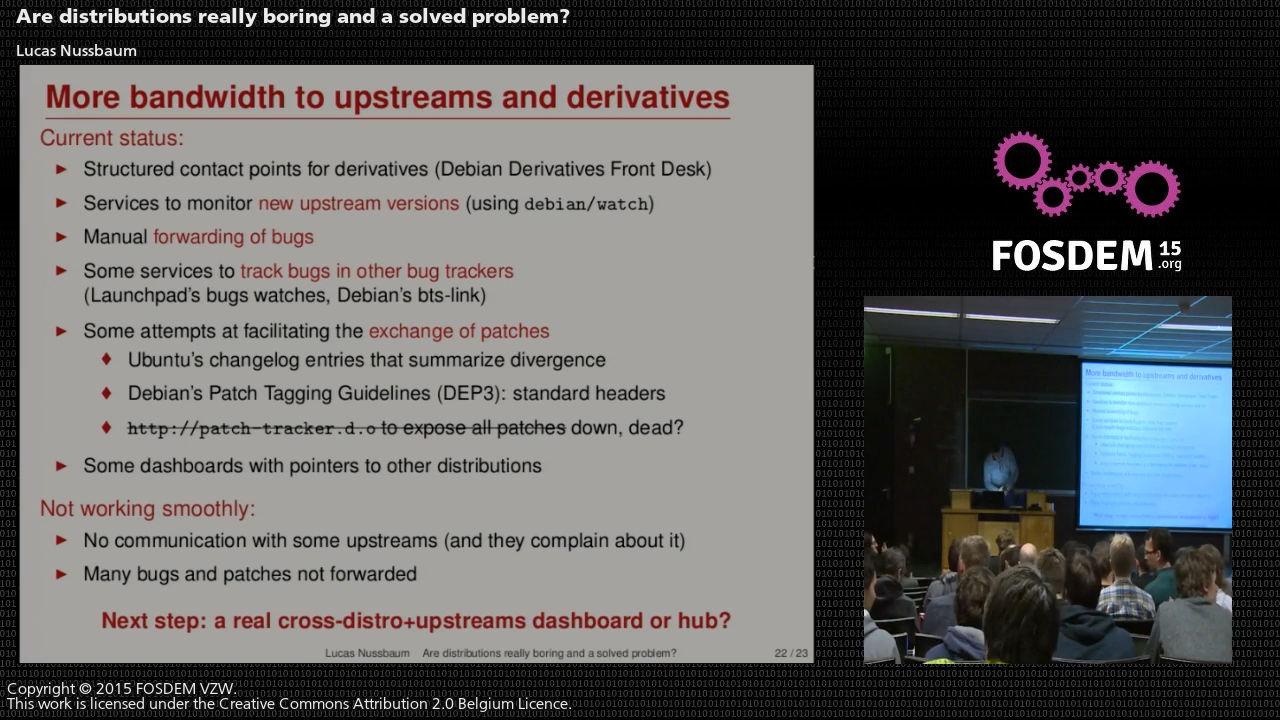 Are distributions really boring and a solved problem?
Lucas Nussbaum
More bandwidth to upstreams and derivatives
Current status:
► Structured contact points for derivatives (Debian Derivatives Front Desk)
► Services to monitor new upstream versions (using debian/watch)
► Manual forwarding of bugs
► Some services to track bugs in other bug trackers
(Launchpad's bugs watches, Debian's bts-link)
► Some attempts at facilitating the exchange of patches
♦ Ubuntu's changelog entries that summarize divergence
♦ Debian's Patch Tagging Guidelines (DEP3): standard headers
♦ http://patch-tracker.d.o to expose all patches down, dead?
► Some dashboards with pointers to other distributions
Not working smoothly:
► No communication with some upstreams (and they complain about it)
► Many bugs and patches not forwarded
Next step: a real cross-distro+upstreams dashboard or hub?
Lucas Nussbaum Are distributions really boring and a solved problem? 22 / 23
FOSDEM 15
.org
More bandwidth to upstreams and derivatives
Copyright © 2015 FOSDEM VZW.
This work is licensed under the Creative Commons Attribution 2.0 Belgium Licence.